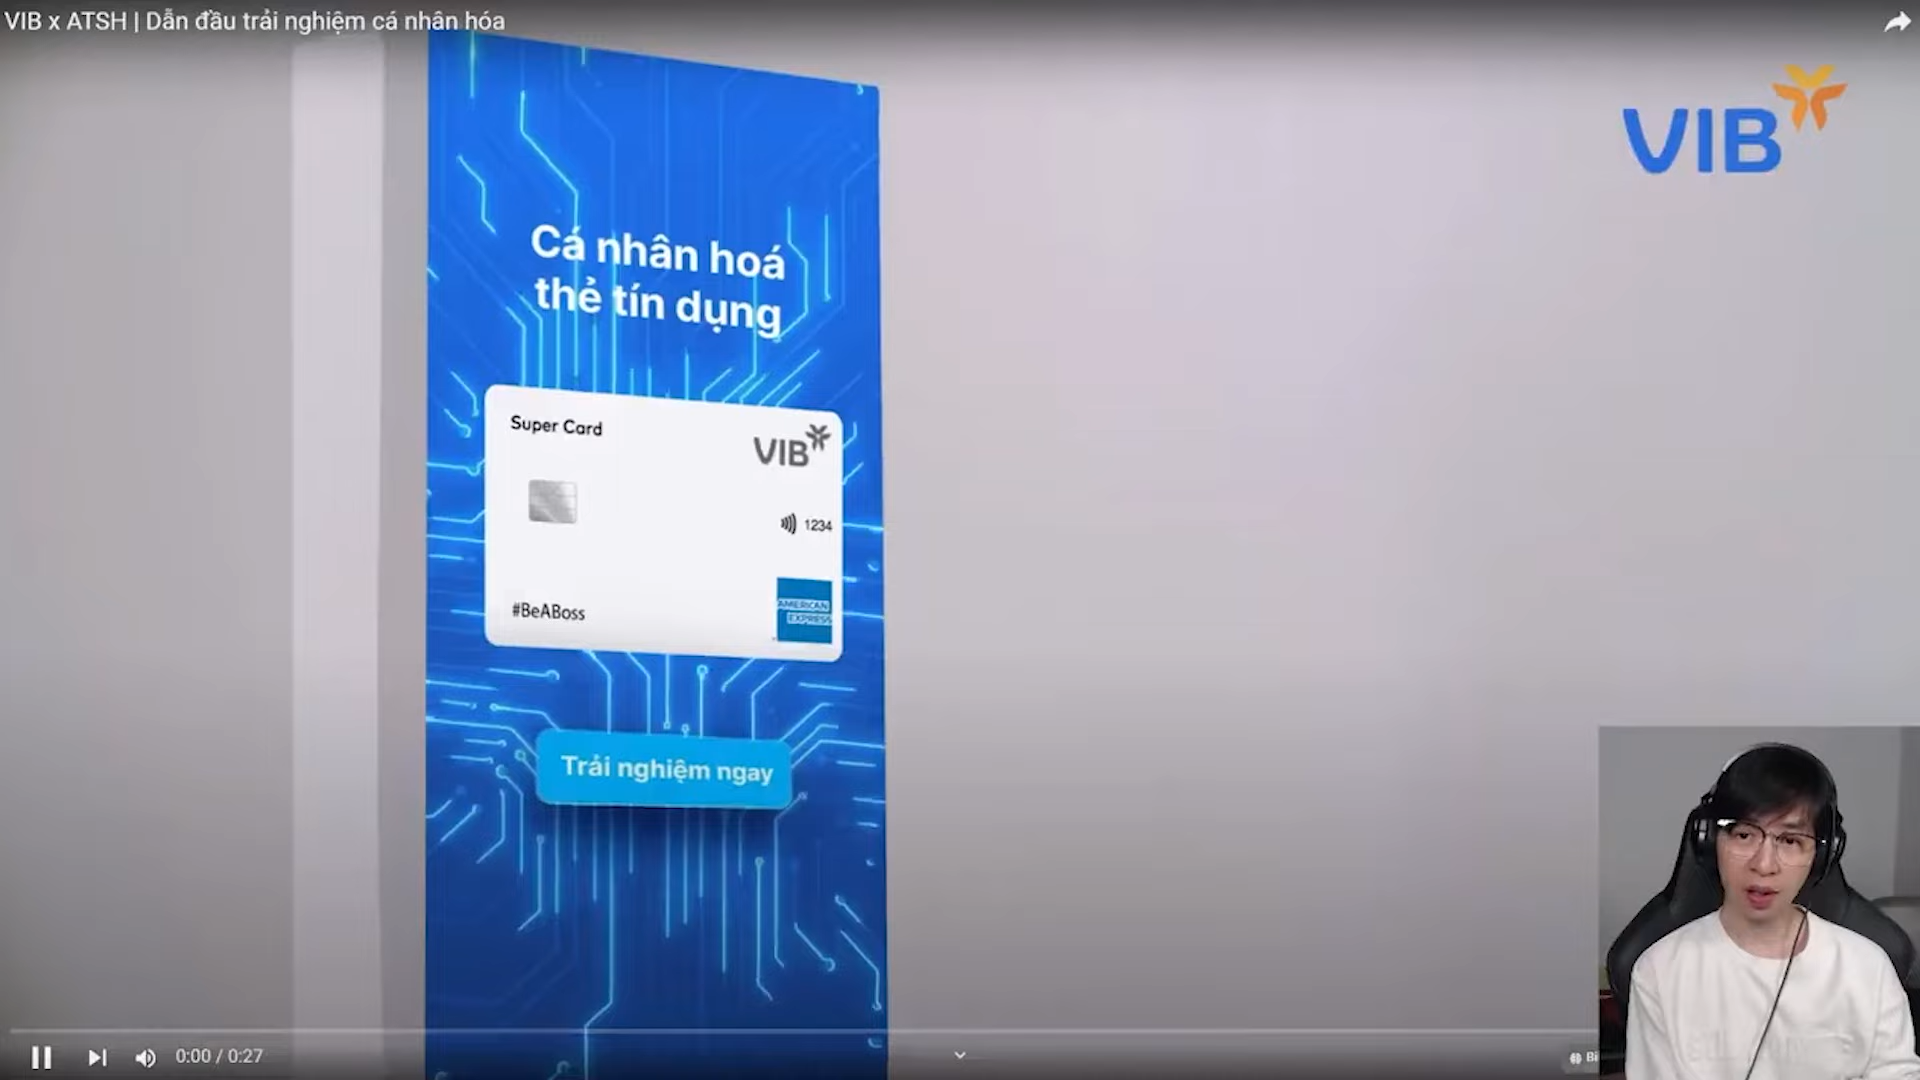 VIB x ATSH | Dẫn đầu trải nghiệm cá nhân hóa
VIB
Cá nhân hoá
thẻ tín dụng
Super Card
VIB
1234
#BeABoss
AMERICAN
EXPRESS
Trải nghiệm ngay
0:00 / 0:27